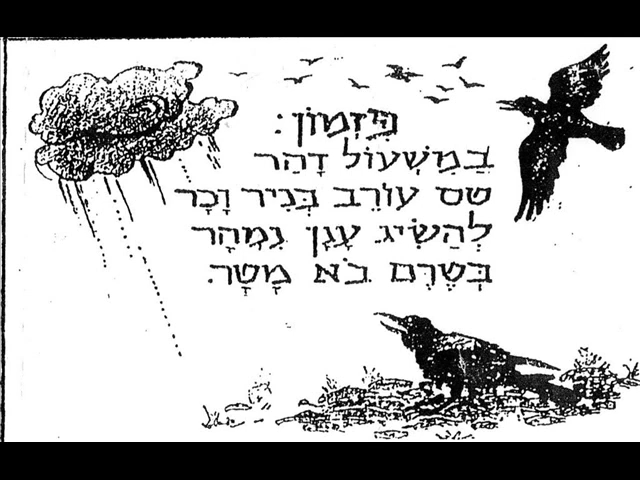 פִּזְמוֹן:
בַּמִּשְׁעוֹל דָּהַר
שָׂם עוֹרֵב בְּנִיר וָכָר
לְהַשִּׂיג עָנָן נִמְהָר
בְּטֶרֶם בֹּא מָטָר.